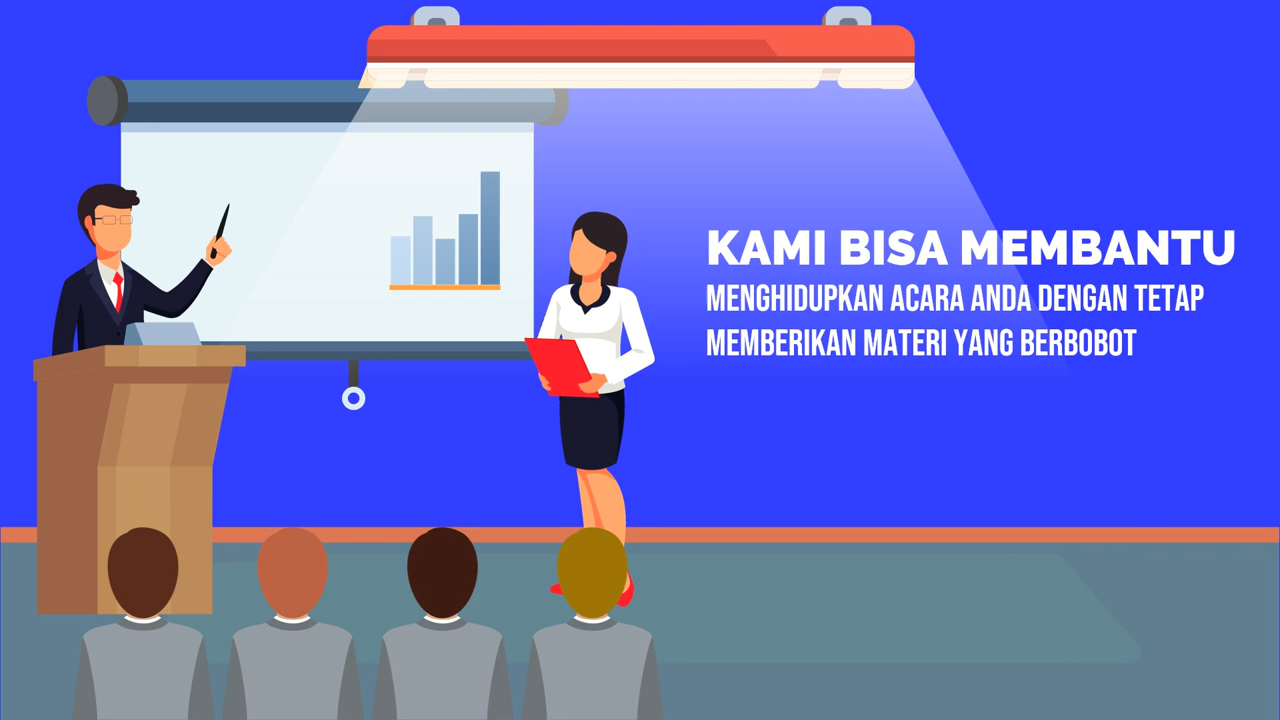 KAMI BISA MEMBANTU
MENGHIDUPKAN ACARA ANDA DENGAN TETAP
MEMBERIKAN MATERI YANG BERBOBOT